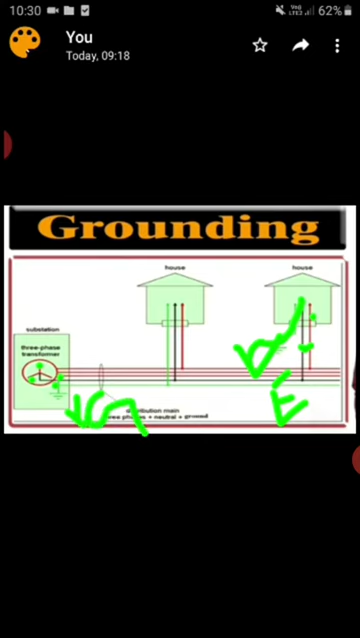 10:30 62%
You
Today, 09:18
Grounding
house house
substation
three-phase
transformer
distribution main
three phases + neutral + ground